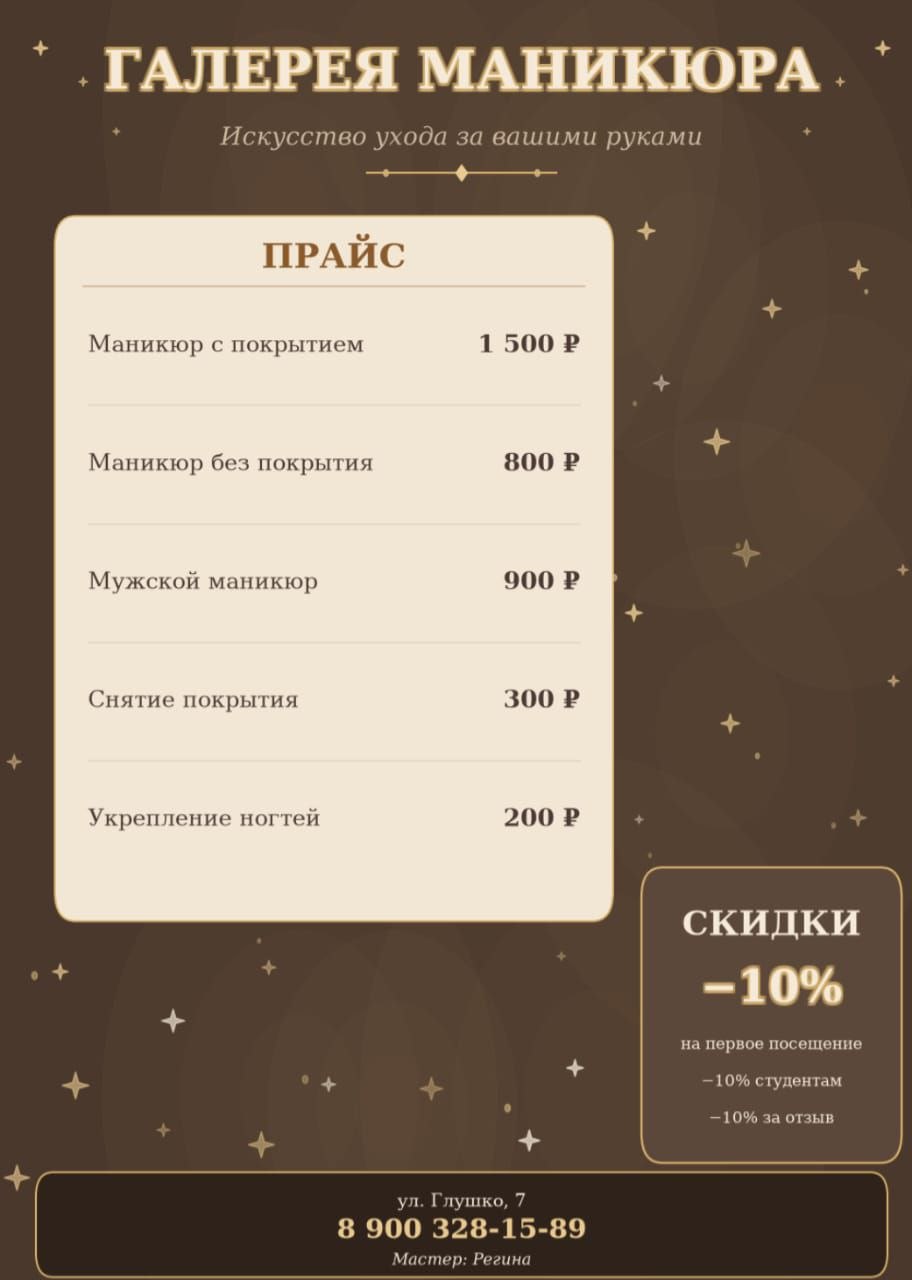 ГАЛЕРЕЯ МАНИКЮРА
Искусство ухода за вашими руками
ПРАЙС
Маникюр с покрытием 1 500 ₽
Маникюр без покрытия 800 ₽
Мужской маникюр 900 ₽
Снятие покрытия 300 ₽
Укрепление ногтей 200 ₽
СКИДКИ
−10%
на первое посещение
−10% студентам
−10% за отзыв
ул. Глушко, 7
8 900 328-15-89
Мастер: Регина